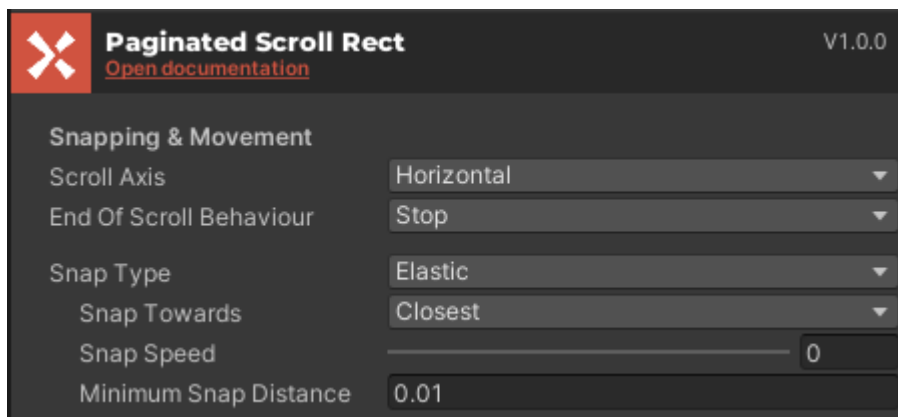 Paginated Scroll Rect V1.0.0
Open documentation
Snapping & Movement
Scroll Axis Horizontal
End Of Scroll Behaviour Stop
Snap Type Elastic
Snap Towards Closest
Snap Speed 0
Minimum Snap Distance 0.01